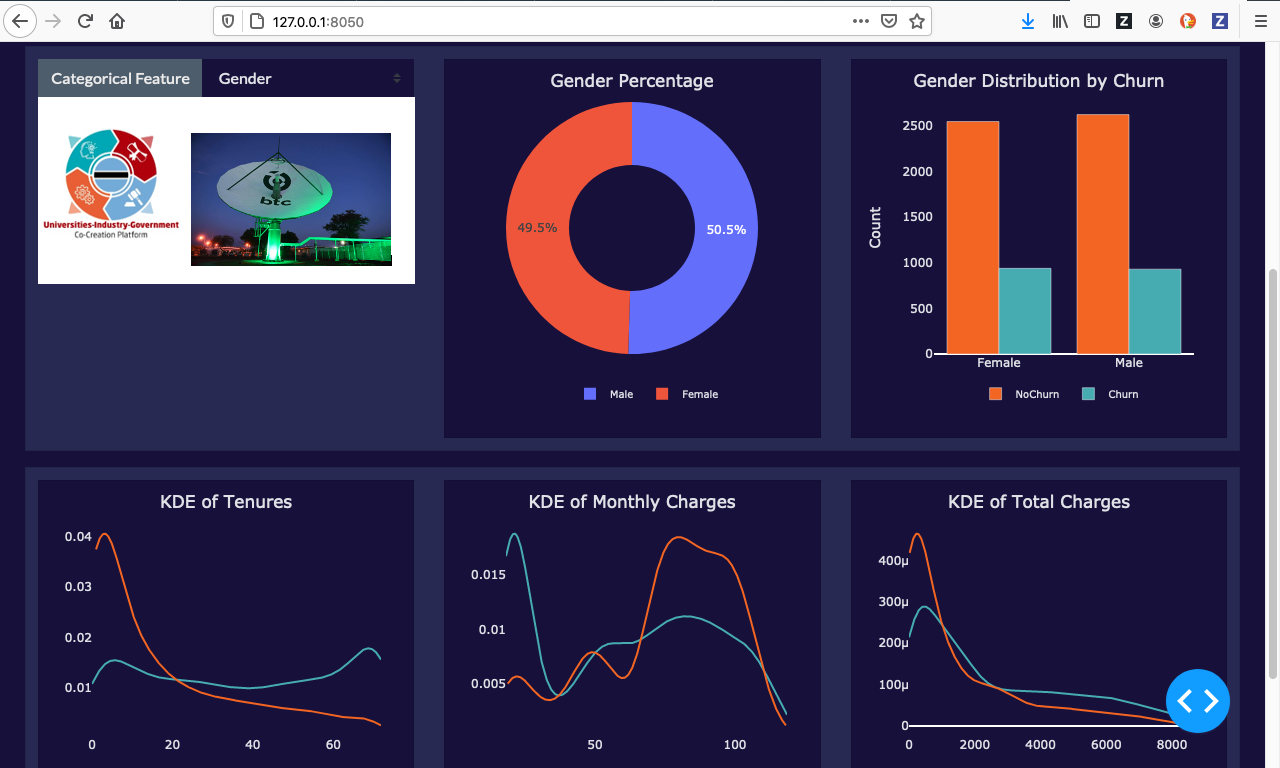 127.0.0.1:8050
Z
Z
Categorical Feature
Gender
Universities-Industry-Government
Co-Creation Platform
btc
Gender Percentage
49.5%
50.5%
Male
Female
Gender Distribution by Churn
Count
2500
2000
1500
1000
500
0
Female
Male
NoChurn
Churn
KDE of Tenures
0.04
0.03
0.02
0.01
0
20
40
60
KDE of Monthly Charges
0.015
0.01
0.005
50
100
KDE of Total Charges
400μ
300μ
200μ
100μ
0
0
2000
4000
6000
8000